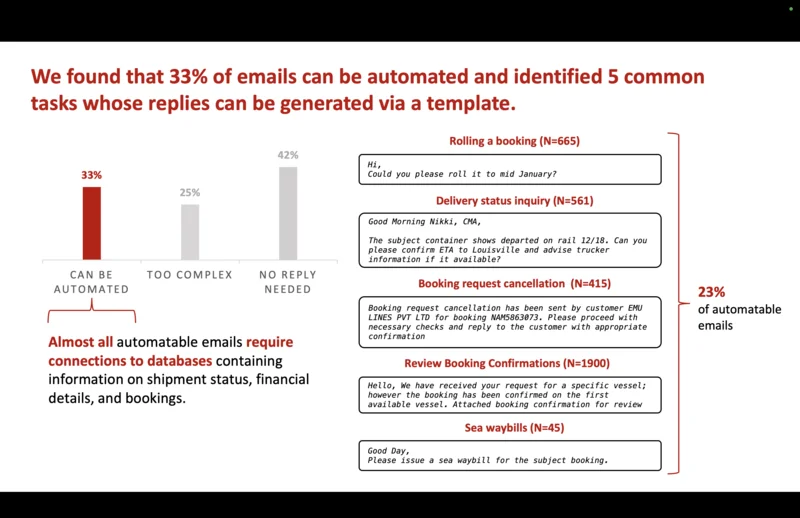 We found that 33% of emails can be automated and identified 5 common
tasks whose replies can be generated via a template.
33%
25%
42%
CAN BE
AUTOMATED
TOO COMPLEX
NO REPLY
NEEDED
Almost all automatable emails require
connections to databases containing
information on shipment status, financial
details, and bookings.
Rolling a booking (N=665)
Hi,
Could you please roll it to mid January?
Delivery status inquiry (N=561)
Good Morning Nikki, CMA,
The subject container shows departed on rail 12/18. Can you
please confirm ETA to Louisville and advise trucker
information if it available?
Booking request cancellation (N=415)
Booking request cancellation has been sent by customer EMU
LINES PVT LTD for booking NAM5863073. Please proceed with
necessary checks and reply to the customer with appropriate
confirmation
Review Booking Confirmations (N=1900)
Hello, We have received your request for a specific vessel;
however the booking has been confirmed on the first
available vessel. Attached booking confirmation for review
Sea waybills (N=45)
Good Day,
Please issue a sea waybill for the subject booking.
23%
of automatable
emails